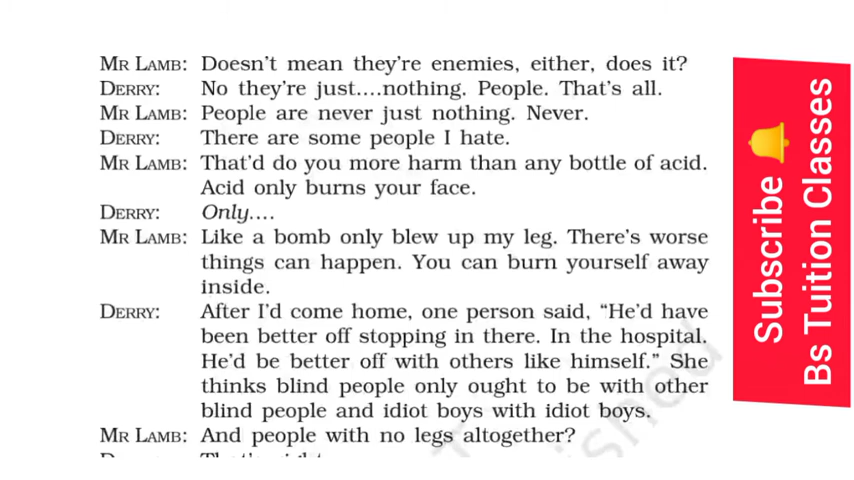 MR LAMB: Doesn't mean they're enemies, either, does it?
DERRY: No they're just....nothing. People. That's all.
MR LAMB: People are never just nothing. Never.
DERRY: There are some people I hate.
MR LAMB: That'd do you more harm than any bottle of acid.
Acid only burns your face.
DERRY: Only....
MR LAMB: Like a bomb only blew up my leg. There's worse
things can happen. You can burn yourself away
inside.
DERRY: After I'd come home, one person said, “He'd have
been better off stopping in there. In the hospital.
He'd be better off with others like himself.” She
thinks blind people only ought to be with other
blind people and idiot boys with idiot boys.
MR LAMB: And people with no legs altogether?
Subscribe 🔔
Bs Tuition Classes